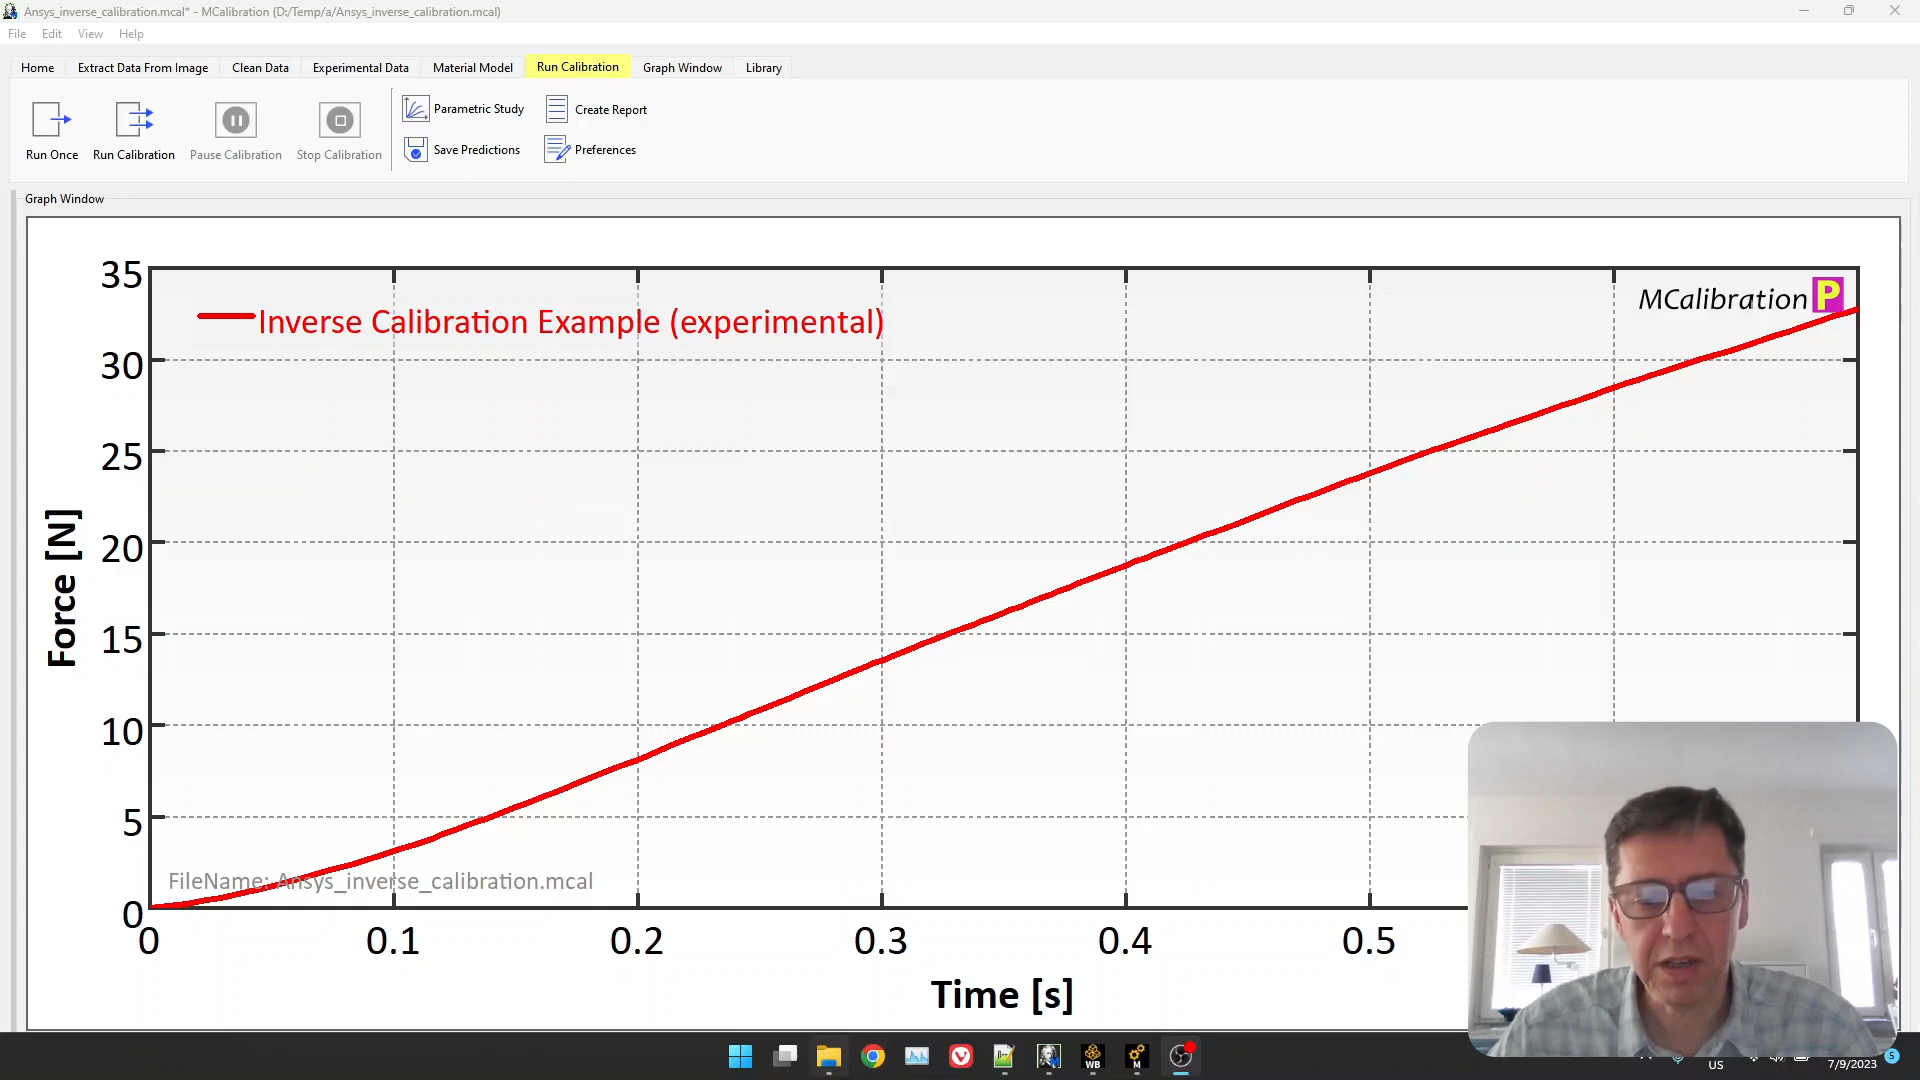 Ansys_inverse_calibration.mcal* - MCalibration (D:/Temp/a/Ansys_inverse_calibration.mcal)
File Edit View Help
Home Extract Data From Image Clean Data Experimental Data Material Model Run Calibration Graph Window Library
Parametric Study Create Report
Run Once Run Calibration Pause Calibration Stop Calibration
Save Predictions Preferences
Graph Window
35
Inverse Calibration Example (experimental)
MCalibration P
30
25
20
15
10
5
0
Force [N]
FileName: Ansys_inverse_calibration.mcal
0 0.1 0.2 0.3 0.4 0.5
Time [s]
WB
M
US
7/9/2023
5